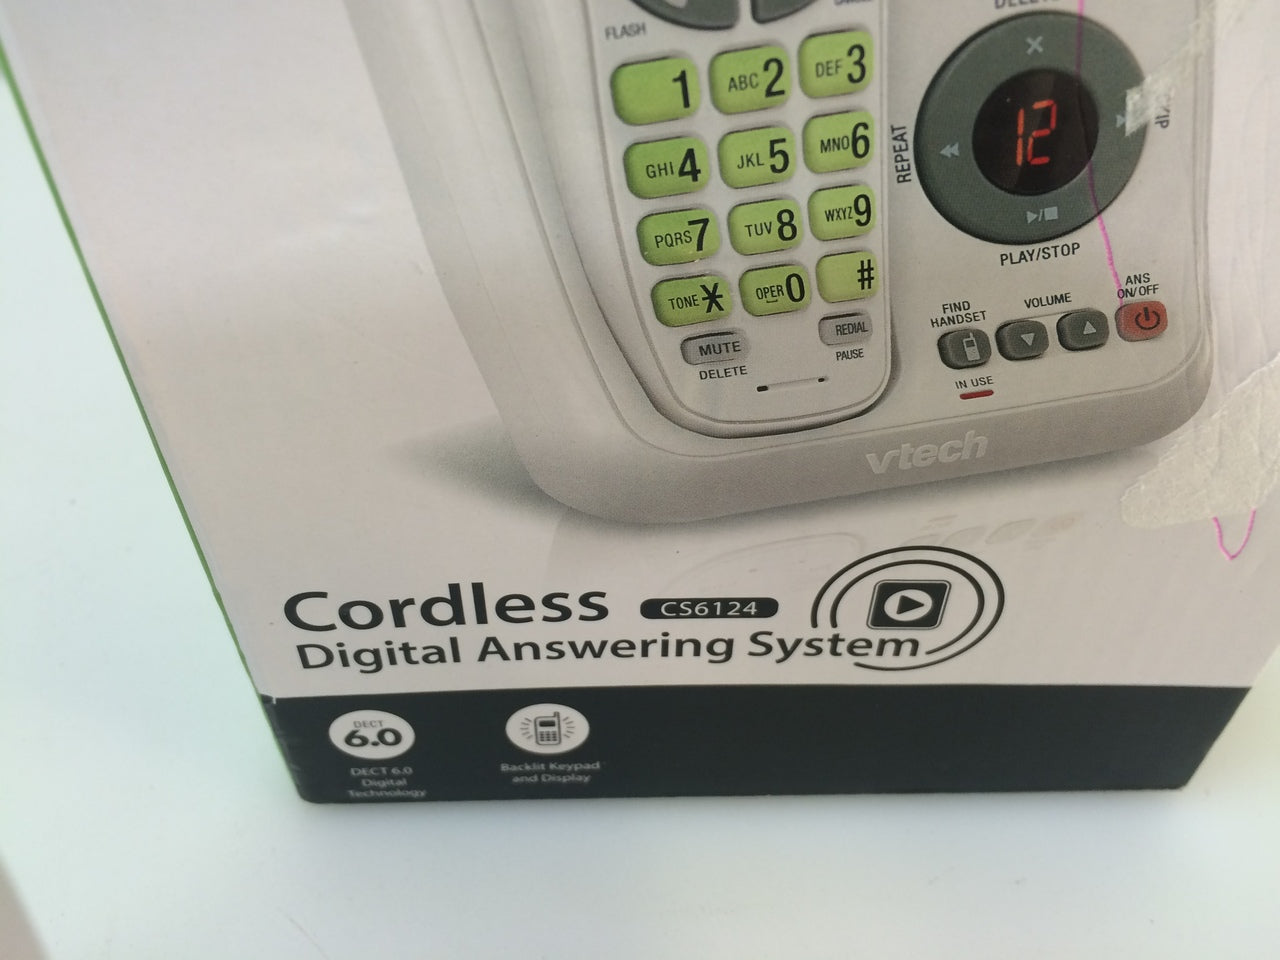 FLASH
1
ABC 2
DEF 3
GHI 4
JKL 5
MNO 6
PQRS 7
TUV 8
WXYZ 9
TONE *
OPER 0
#
MUTE
DELETE
REDIAL
PAUSE
REPEAT
12
PLAY/STOP
FIND
HANDSET
VOLUME
ANS
ON/OFF
IN USE
vtech
Cordless CS6124
Digital Answering System
DECT
6.0
DECT 6.0
Digital
Technology
Backlit Keypad
and Display